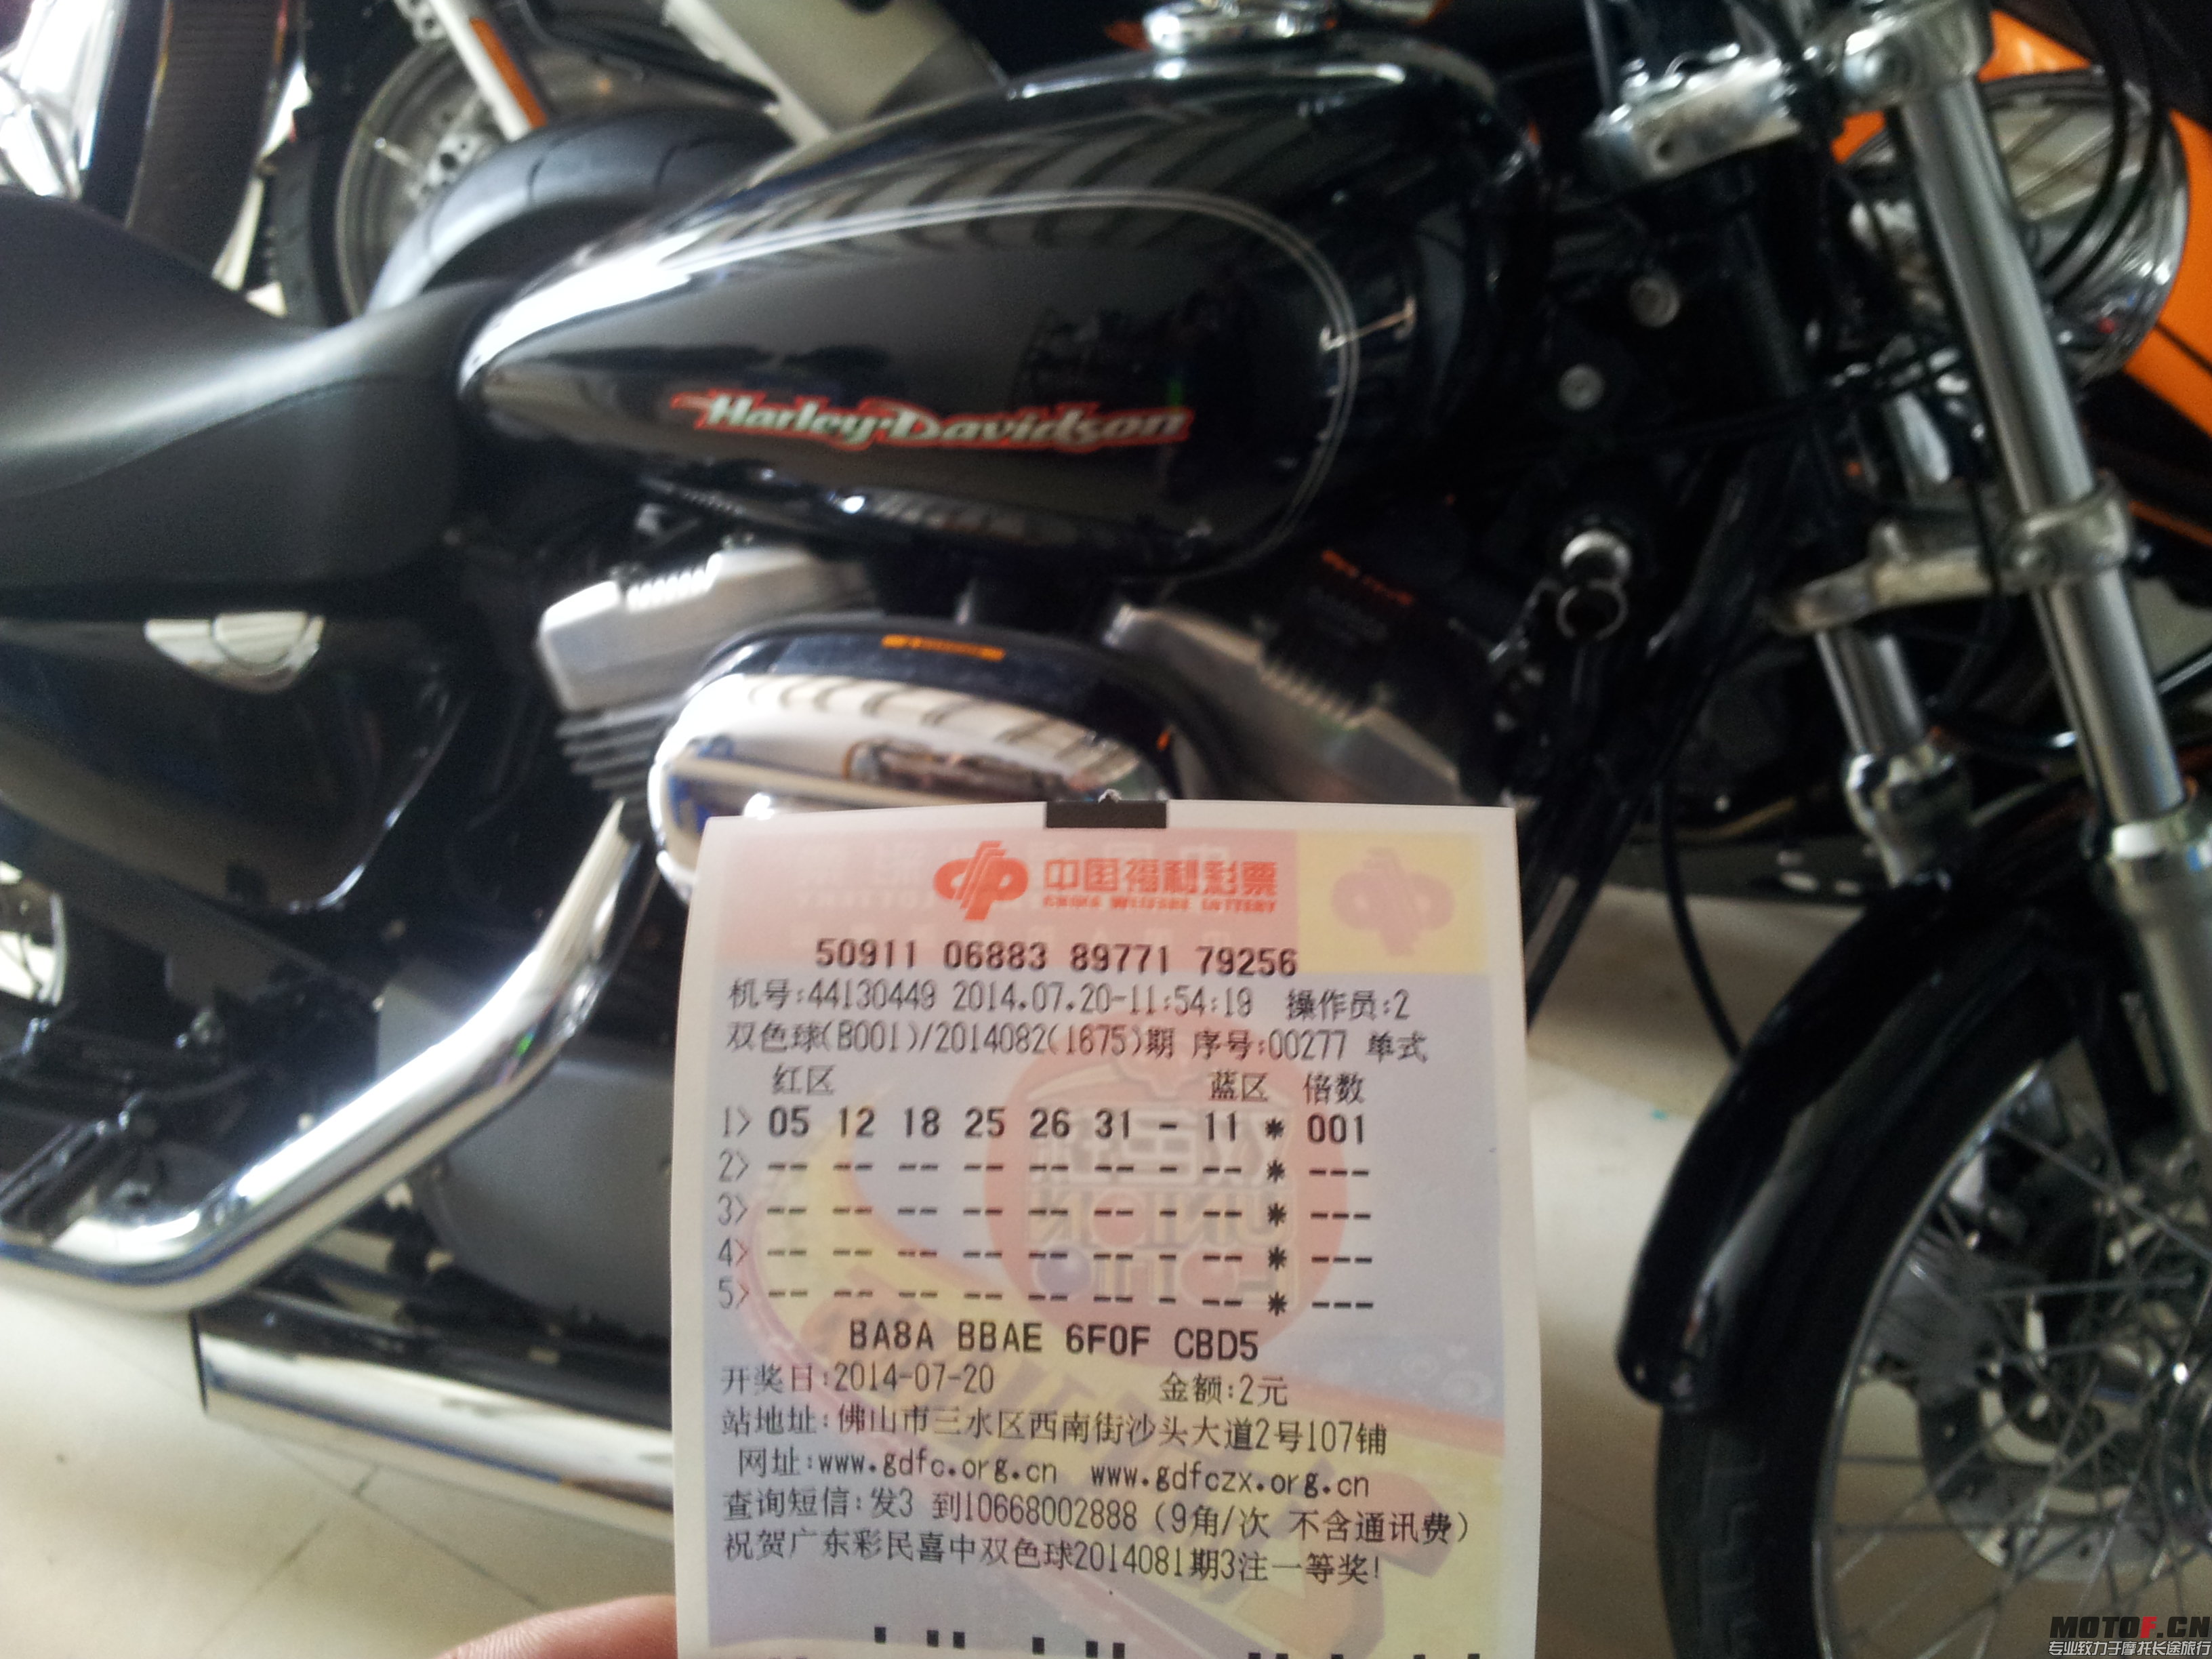 Harley-Davidson
中国福利彩票
CHINA WELFARE LOTTERY
50911 06883 89771 79256
机号:44130449 2014.07.20-11:54:19 操作员:2
双色球(B001)/2014082(1675)期 序号:00277 单式
红区 蓝区 倍数
1> 05 12 18 25 26 31 - 11 * 001
2> -- -- -- -- -- -- - -- * ---
3> -- -- -- -- -- -- - -- * ---
4> -- -- -- -- -- -- - -- * ---
5> -- -- -- -- -- -- - -- * ---
BA8A BBAE 6F0F CBD5
开奖日:2014-07-20 金额:2元
站地址:佛山市三水区西南街沙头大道2号107铺
网址:www.gdfc.org.cn www.gdfczx.org.cn
查询短信:发3 到10668002888（9角/次 不含通讯费）
祝贺广东彩民喜中双色球2014081期3注一等奖!
MOTOF.CN
专业致力于摩托长途旅行